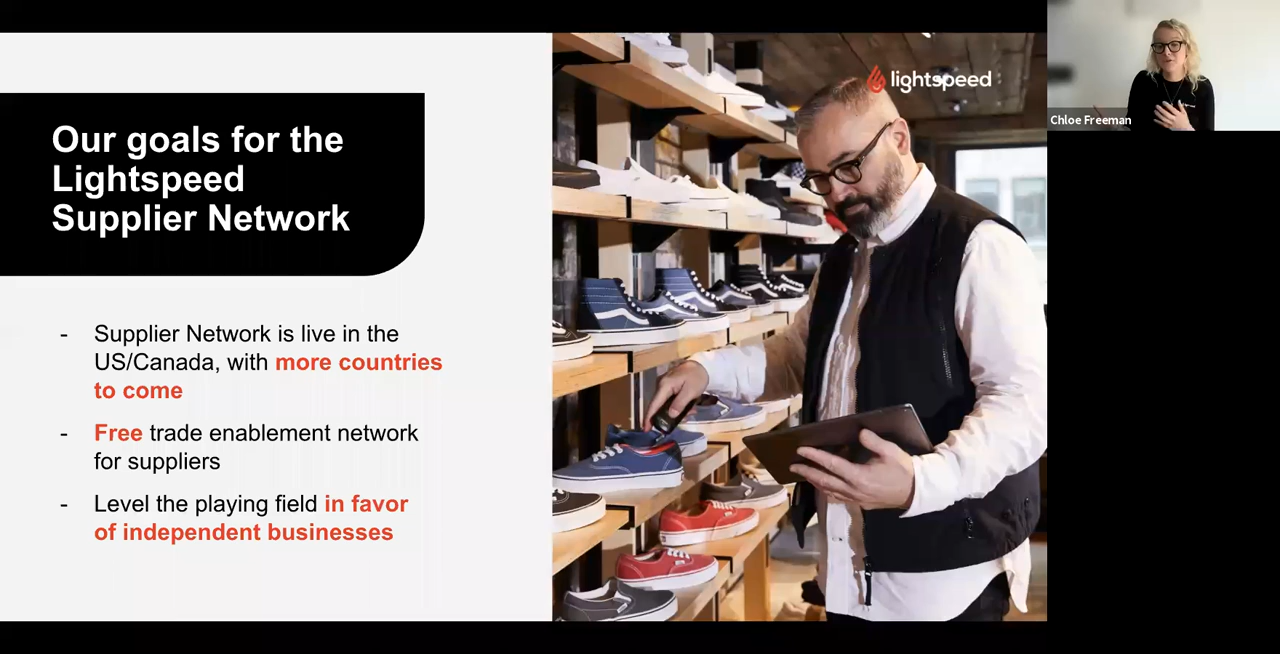 Our goals for the
Lightspeed
Supplier Network
- Supplier Network is live in the
US/Canada, with more countries
to come
- Free trade enablement network
for suppliers
- Level the playing field in favor
of independent businesses
lightspeed
Chloe Freeman